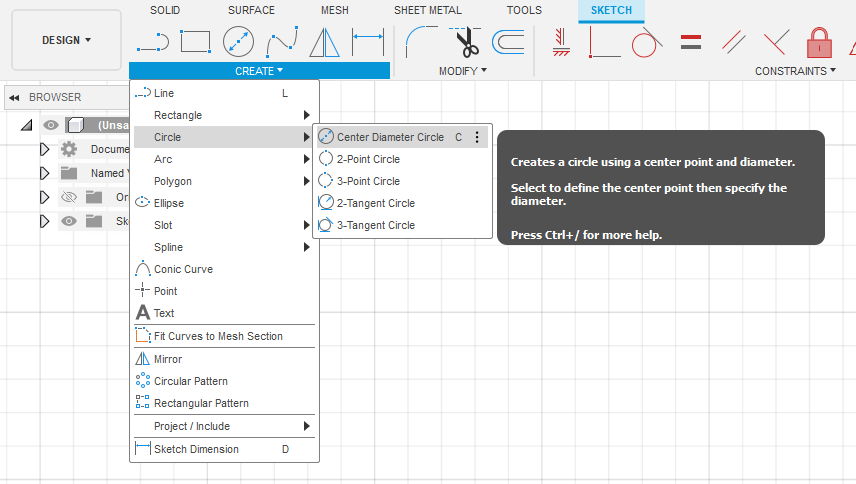 SOLID SURFACE MESH SHEET METAL TOOLS SKETCH
DESIGN
CREATE MODIFY CONSTRAINTS
BROWSER
(Unsa
Docume
Named V
Ori
Ske
Line L
Rectangle
Circle
Arc
Polygon
Ellipse
Slot
Spline
Conic Curve
Point
Text
Fit Curves to Mesh Section
Mirror
Circular Pattern
Rectangular Pattern
Project / Include
Sketch Dimension D
Center Diameter Circle C
2-Point Circle
3-Point Circle
2-Tangent Circle
3-Tangent Circle
Creates a circle using a center point and diameter.
Select to define the center point then specify the
diameter.
Press Ctrl+/ for more help.